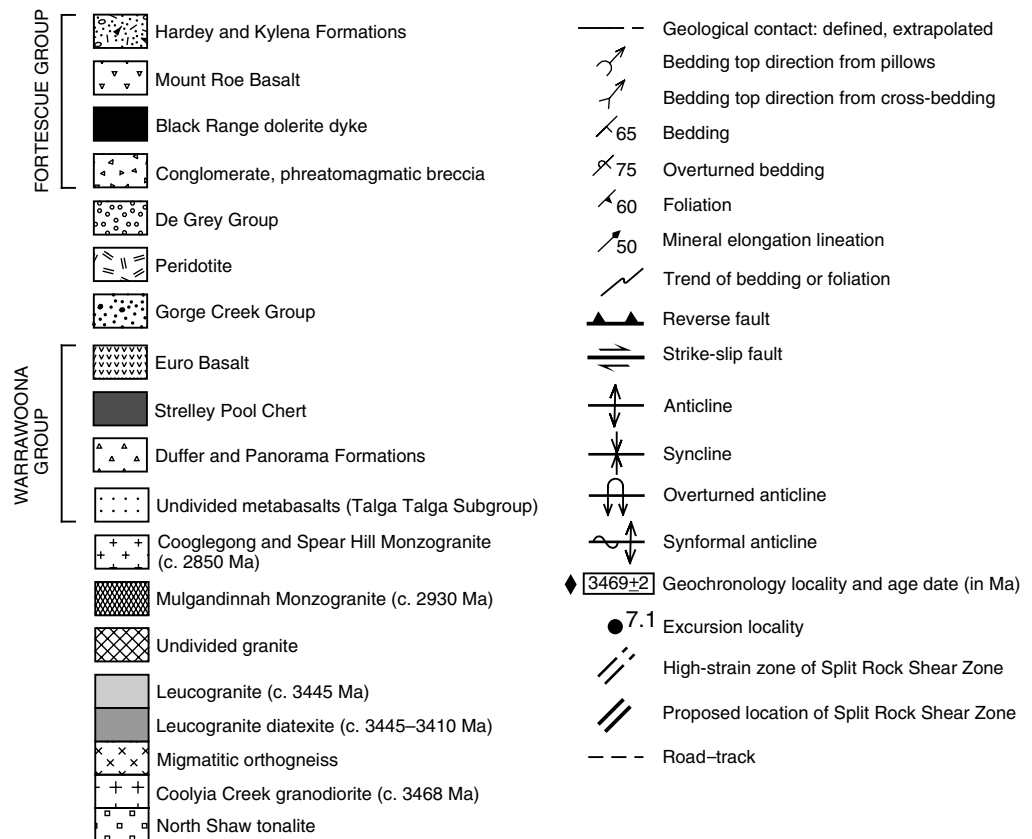 FORTESCUE GROUP
Hardey and Kylena Formations
Mount Roe Basalt
Black Range dolerite dyke
Conglomerate, phreatomagmatic breccia
De Grey Group
Peridotite
Gorge Creek Group
WARRAWOONA
GROUP
Euro Basalt
Strelley Pool Chert
Duffer and Panorama Formations
Undivided metabasalts (Talga Talga Subgroup)
Cooglegong and Spear Hill Monzogranite
(c. 2850 Ma)
Mulgandinnah Monzogranite (c. 2930 Ma)
Undivided granite
Leucogranite (c. 3445 Ma)
Leucogranite diatexite (c. 3445–3410 Ma)
Migmatitic orthogneiss
Coolyia Creek granodiorite (c. 3468 Ma)
North Shaw tonalite
Geological contact: defined, extrapolated
Bedding top direction from pillows
Bedding top direction from cross-bedding
65 Bedding
75 Overturned bedding
60 Foliation
50 Mineral elongation lineation
Trend of bedding or foliation
Reverse fault
Strike-slip fault
Anticline
Syncline
Overturned anticline
Synformal anticline
3469±2 Geochronology locality and age date (in Ma)
7.1 Excursion locality
High-strain zone of Split Rock Shear Zone
Proposed location of Split Rock Shear Zone
Road–track